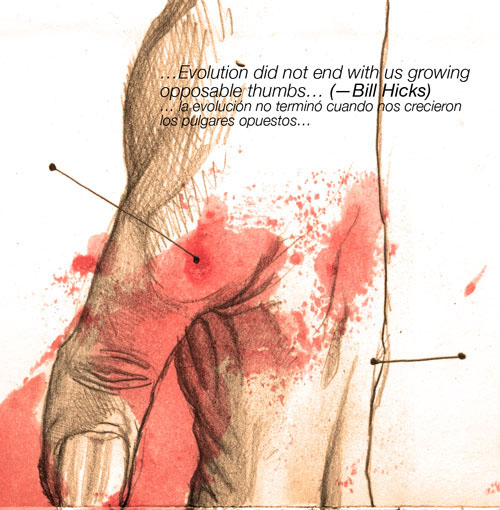 …Evolution did not end with us growing
opposable thumbs… (—Bill Hicks)
… la evolución no terminó cuando nos crecieron
los pulgares opuestos…